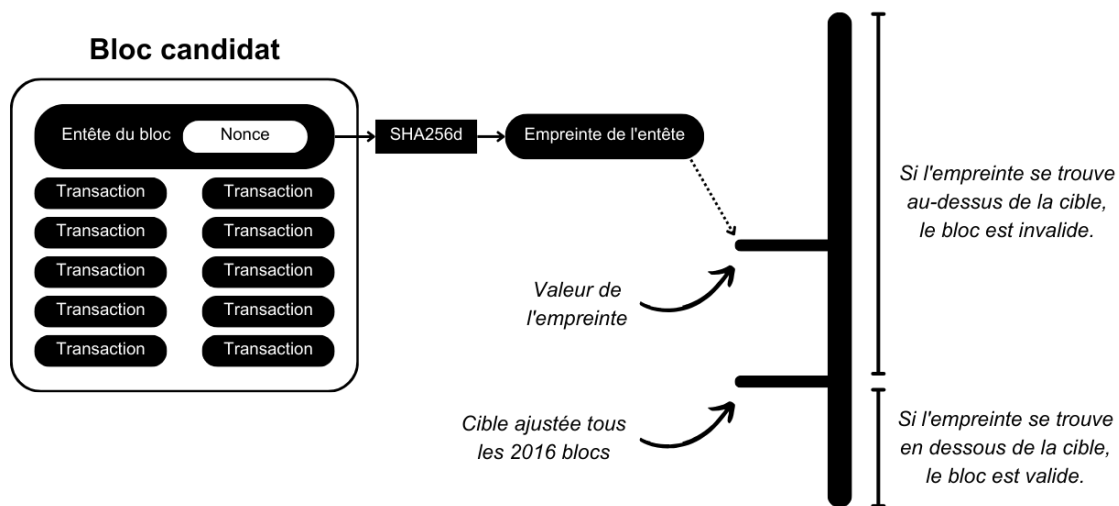 Bloc candidat
Entête du bloc
Nonce
SHA256d
Empreinte de l'entête
Transaction
Transaction
Transaction
Transaction
Transaction
Transaction
Transaction
Transaction
Transaction
Transaction
Valeur de
l'empreinte
Cible ajustée tous
les 2016 blocs
Si l'empreinte se trouve
au-dessus de la cible,
le bloc est invalide.
Si l'empreinte se trouve
en dessous de la cible,
le bloc est valide.